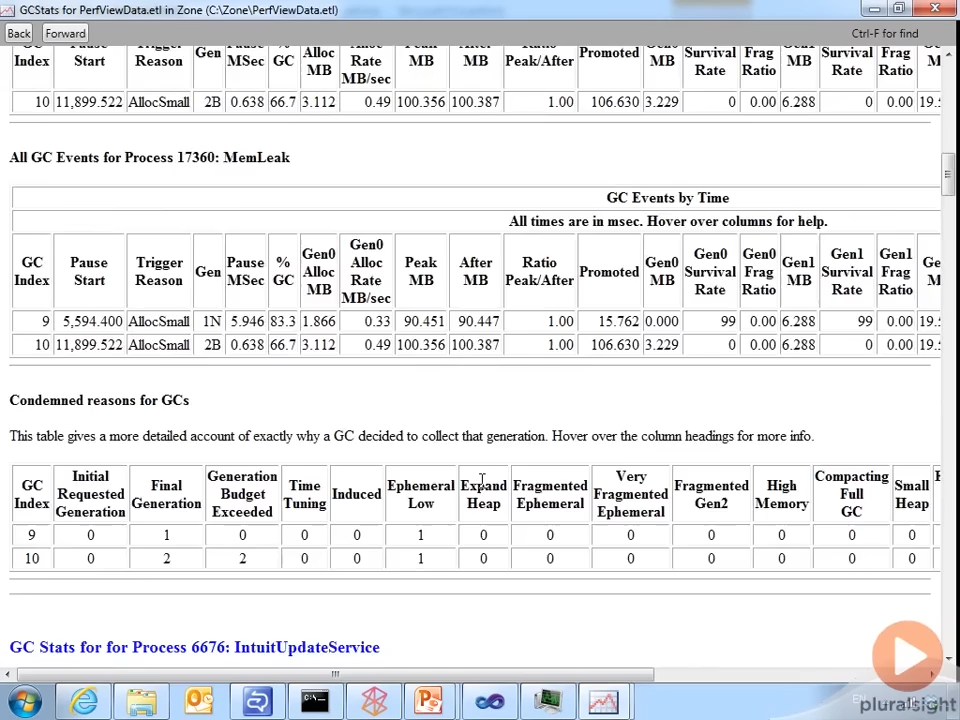 GCStats for PerfViewData.etl in Zone (C:\Zone\PerfViewData.etl)
Back Forward Ctrl-F for find
GC Index Pause Start Trigger Reason Gen Pause MSec % GC Alloc MB Alloc Rate MB/sec Peak MB After MB Ratio Peak/After Promoted Gen0 MB Survival Rate Frag Ratio Gen1 MB Survival Rate Frag Ratio
10 11,899.522 AllocSmall 2B 0.638 66.7 3.112 0.49 100.356 100.387 1.00 106.630 3.229 0 0.00 6.288 0 0.00 19.
All GC Events for Process 17360: MemLeak
GC Events by Time
All times are in msec. Hover over columns for help.
GC Index Pause Start Trigger Reason Gen Pause MSec % GC Gen0 Alloc MB Gen0 Alloc Rate MB/sec Peak MB After MB Ratio Peak/After Promoted Gen0 MB Gen0 Survival Rate Gen0 Frag Ratio Gen1 MB Gen1 Survival Rate Gen1 Frag Ratio Ge
9 5,594.400 AllocSmall 1N 5.946 83.3 1.866 0.33 90.451 90.447 1.00 15.762 0.000 99 0.00 6.288 99 0.00 19.
10 11,899.522 AllocSmall 2B 0.638 66.7 3.112 0.49 100.356 100.387 1.00 106.630 3.229 0 0.00 6.288 0 0.00 19.
Condemned reasons for GCs
This table gives a more detailed account of exactly why a GC decided to collect that generation. Hover over the column headings for more info.
GC Index Initial Requested Generation Final Generation Generation Budget Exceeded Time Tuning Induced Ephemeral Low Expand Heap Fragmented Ephemeral Very Fragmented Ephemeral Fragmented Gen2 High Memory Compacting Full GC Small Heap
9 0 1 0 0 0 1 0 0 0 0 0 0 0
10 0 2 2 0 0 1 0 0 0 0 0 0 0
GC Stats for for Process 6676: IntuitUpdateService
pluralsight